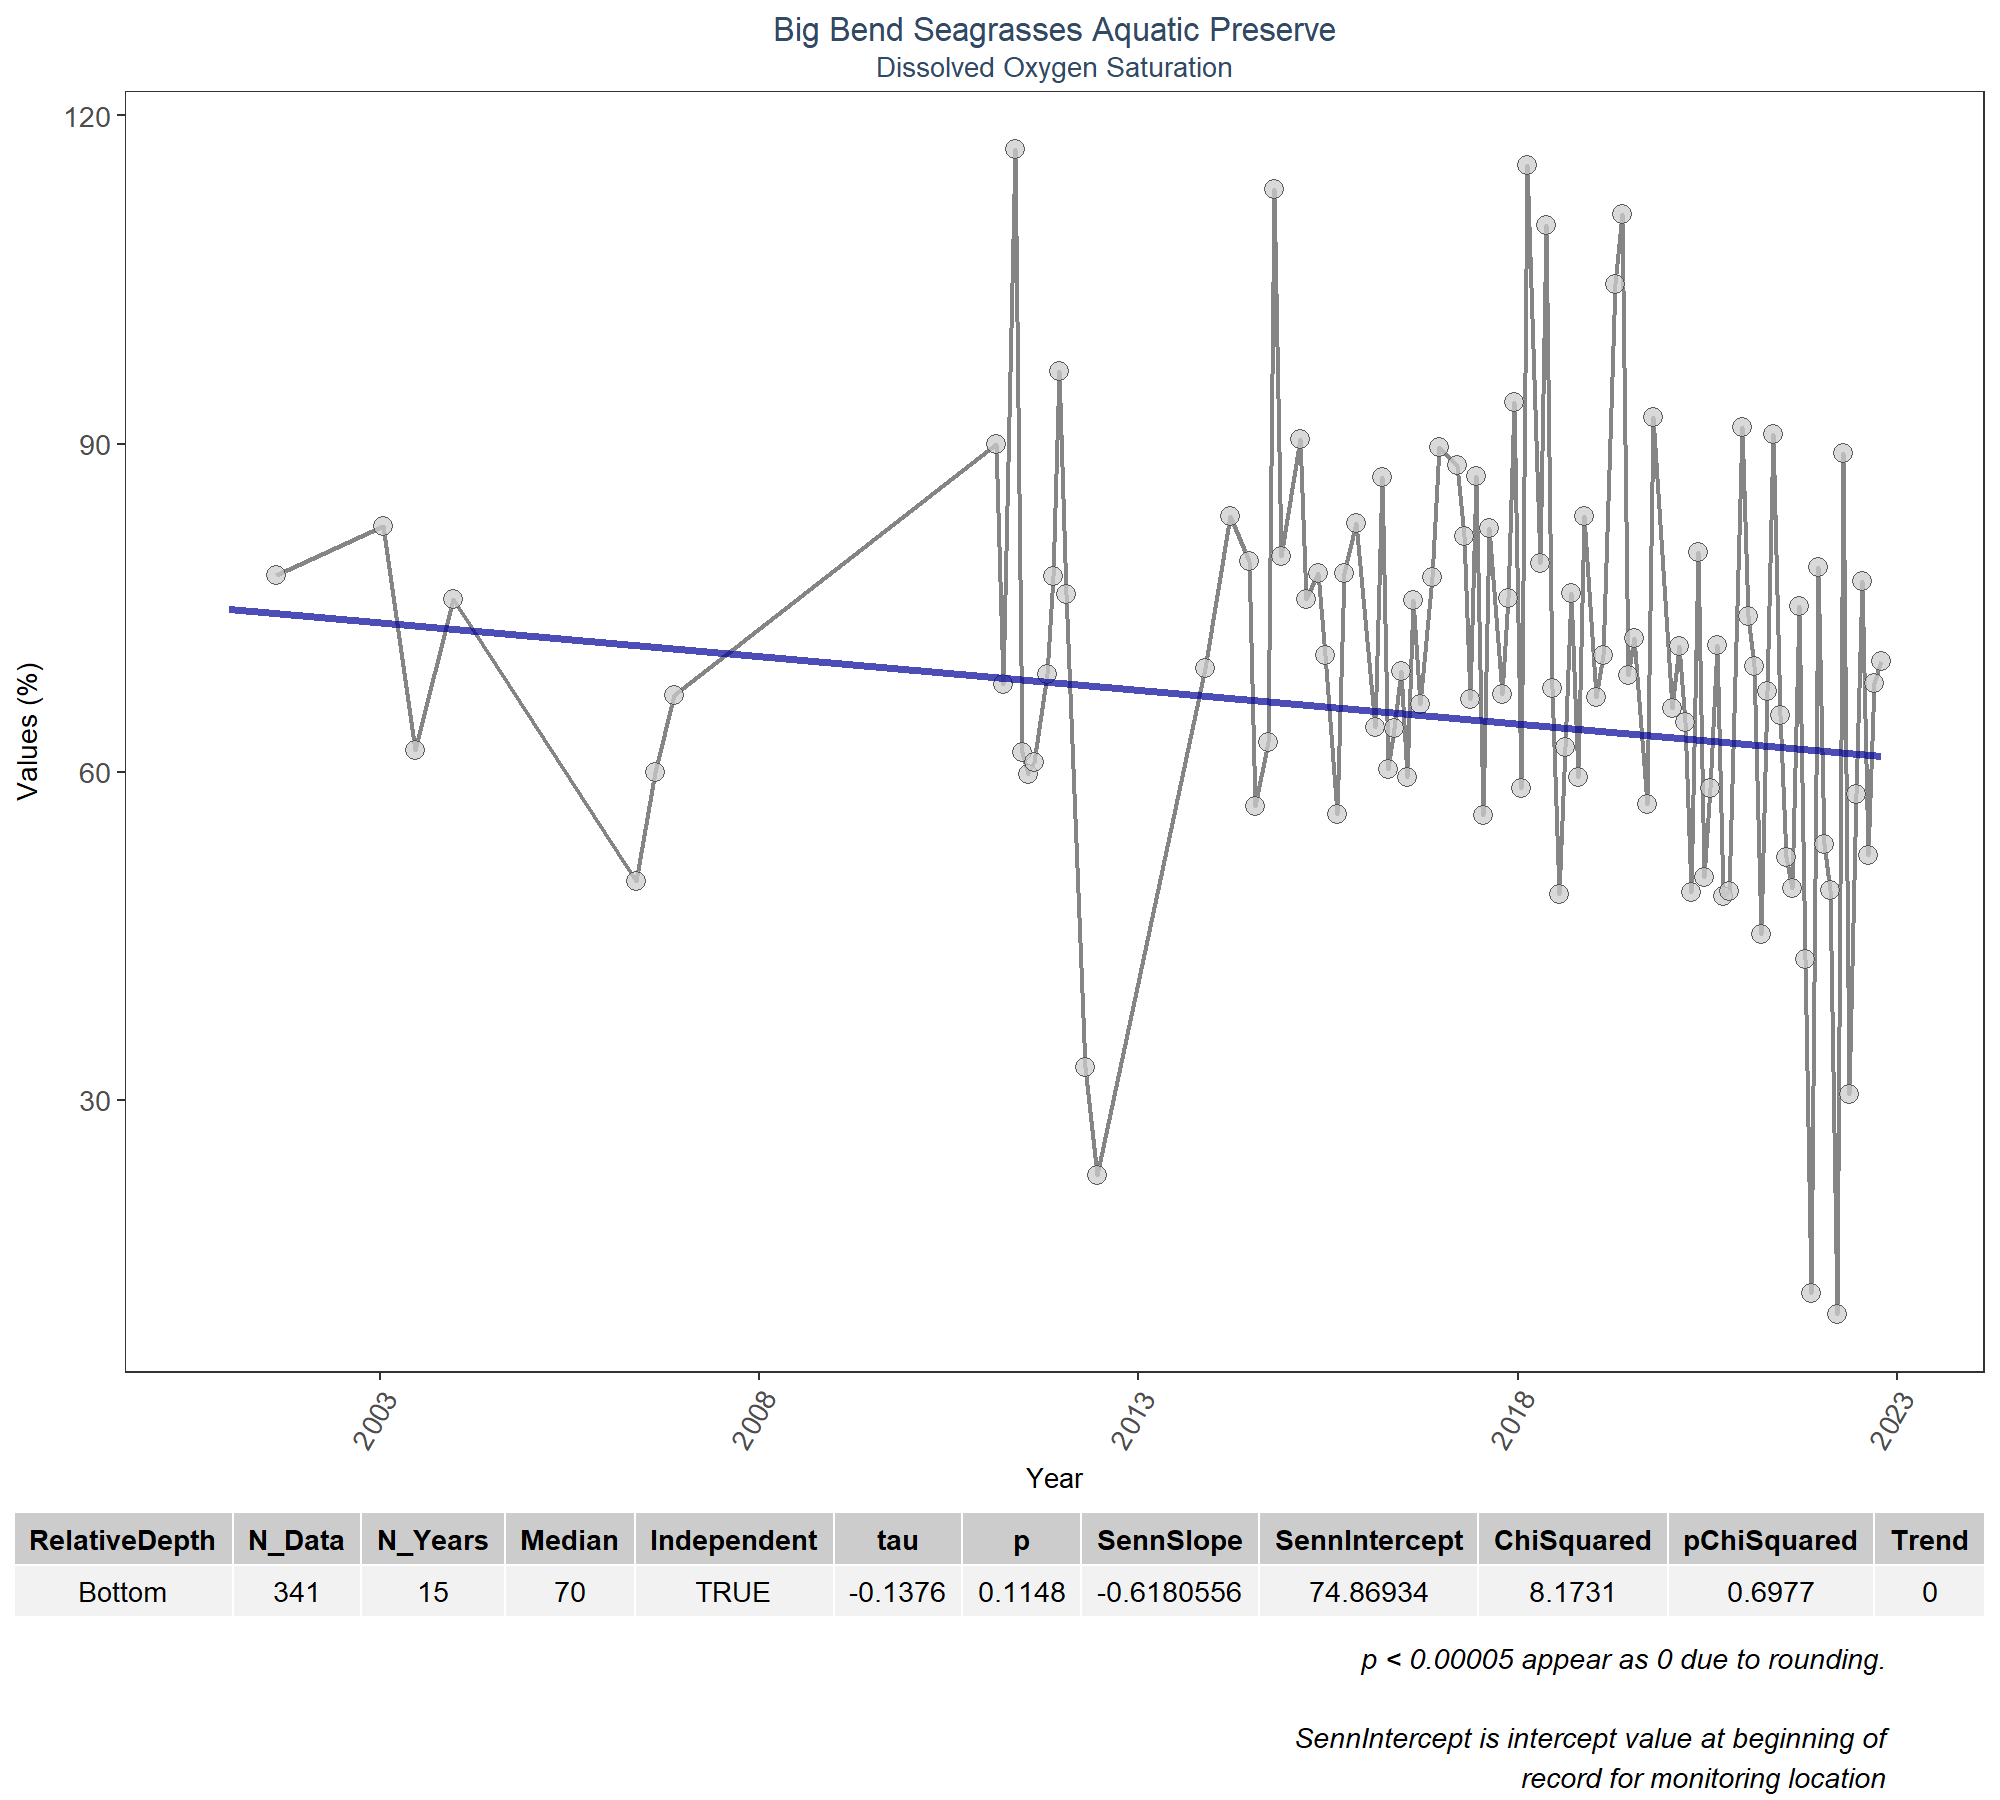 Big Bend Seagrasses Aquatic Preserve
Dissolved Oxygen Saturation
120
90
60
30
Values (%)
2003 2008 2013 2018 2023
Year
RelativeDepth N_Data N_Years Median Independent tau p SennSlope SennIntercept ChiSquared pChiSquared Trend
Bottom 341 15 70 TRUE -0.1376 0.1148 -0.6180556 74.86934 8.1731 0.6977 0
p < 0.00005 appear as 0 due to rounding.
SennIntercept is intercept value at beginning of
record for monitoring location